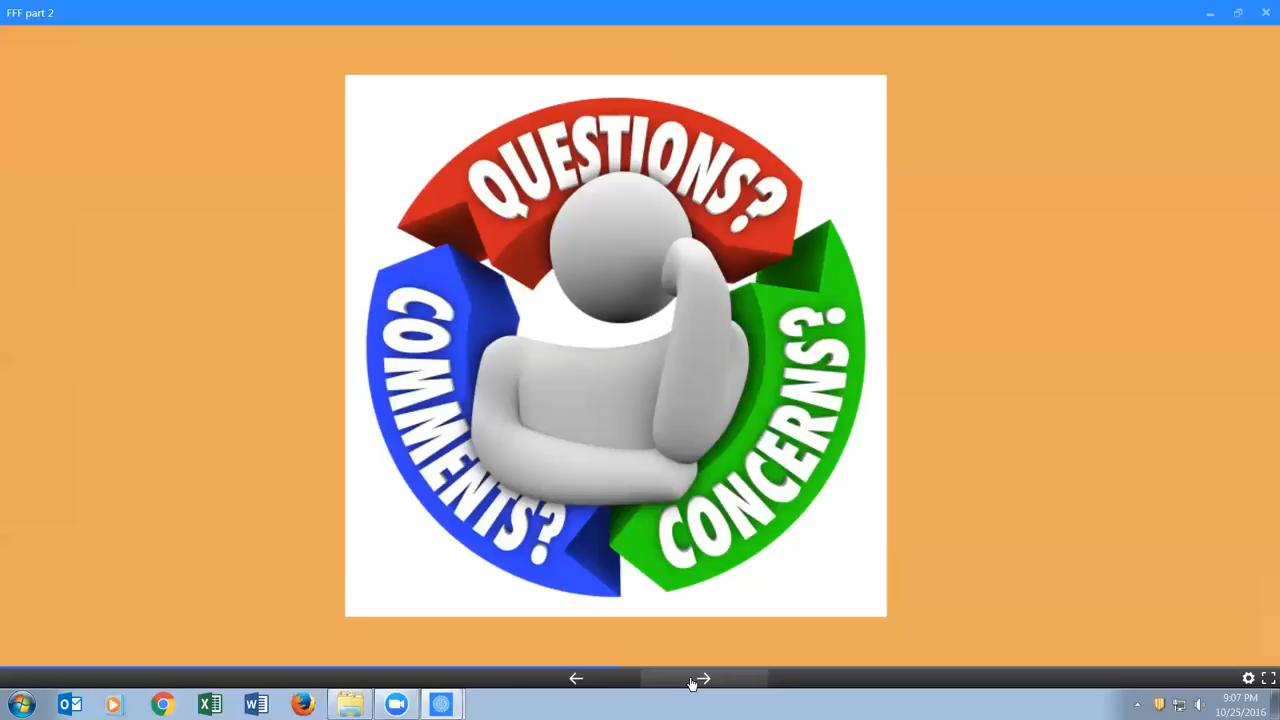 FFF part 2
QUESTIONS?
COMMENTS?
CONCERNS?
9:07 PM
10/25/2016